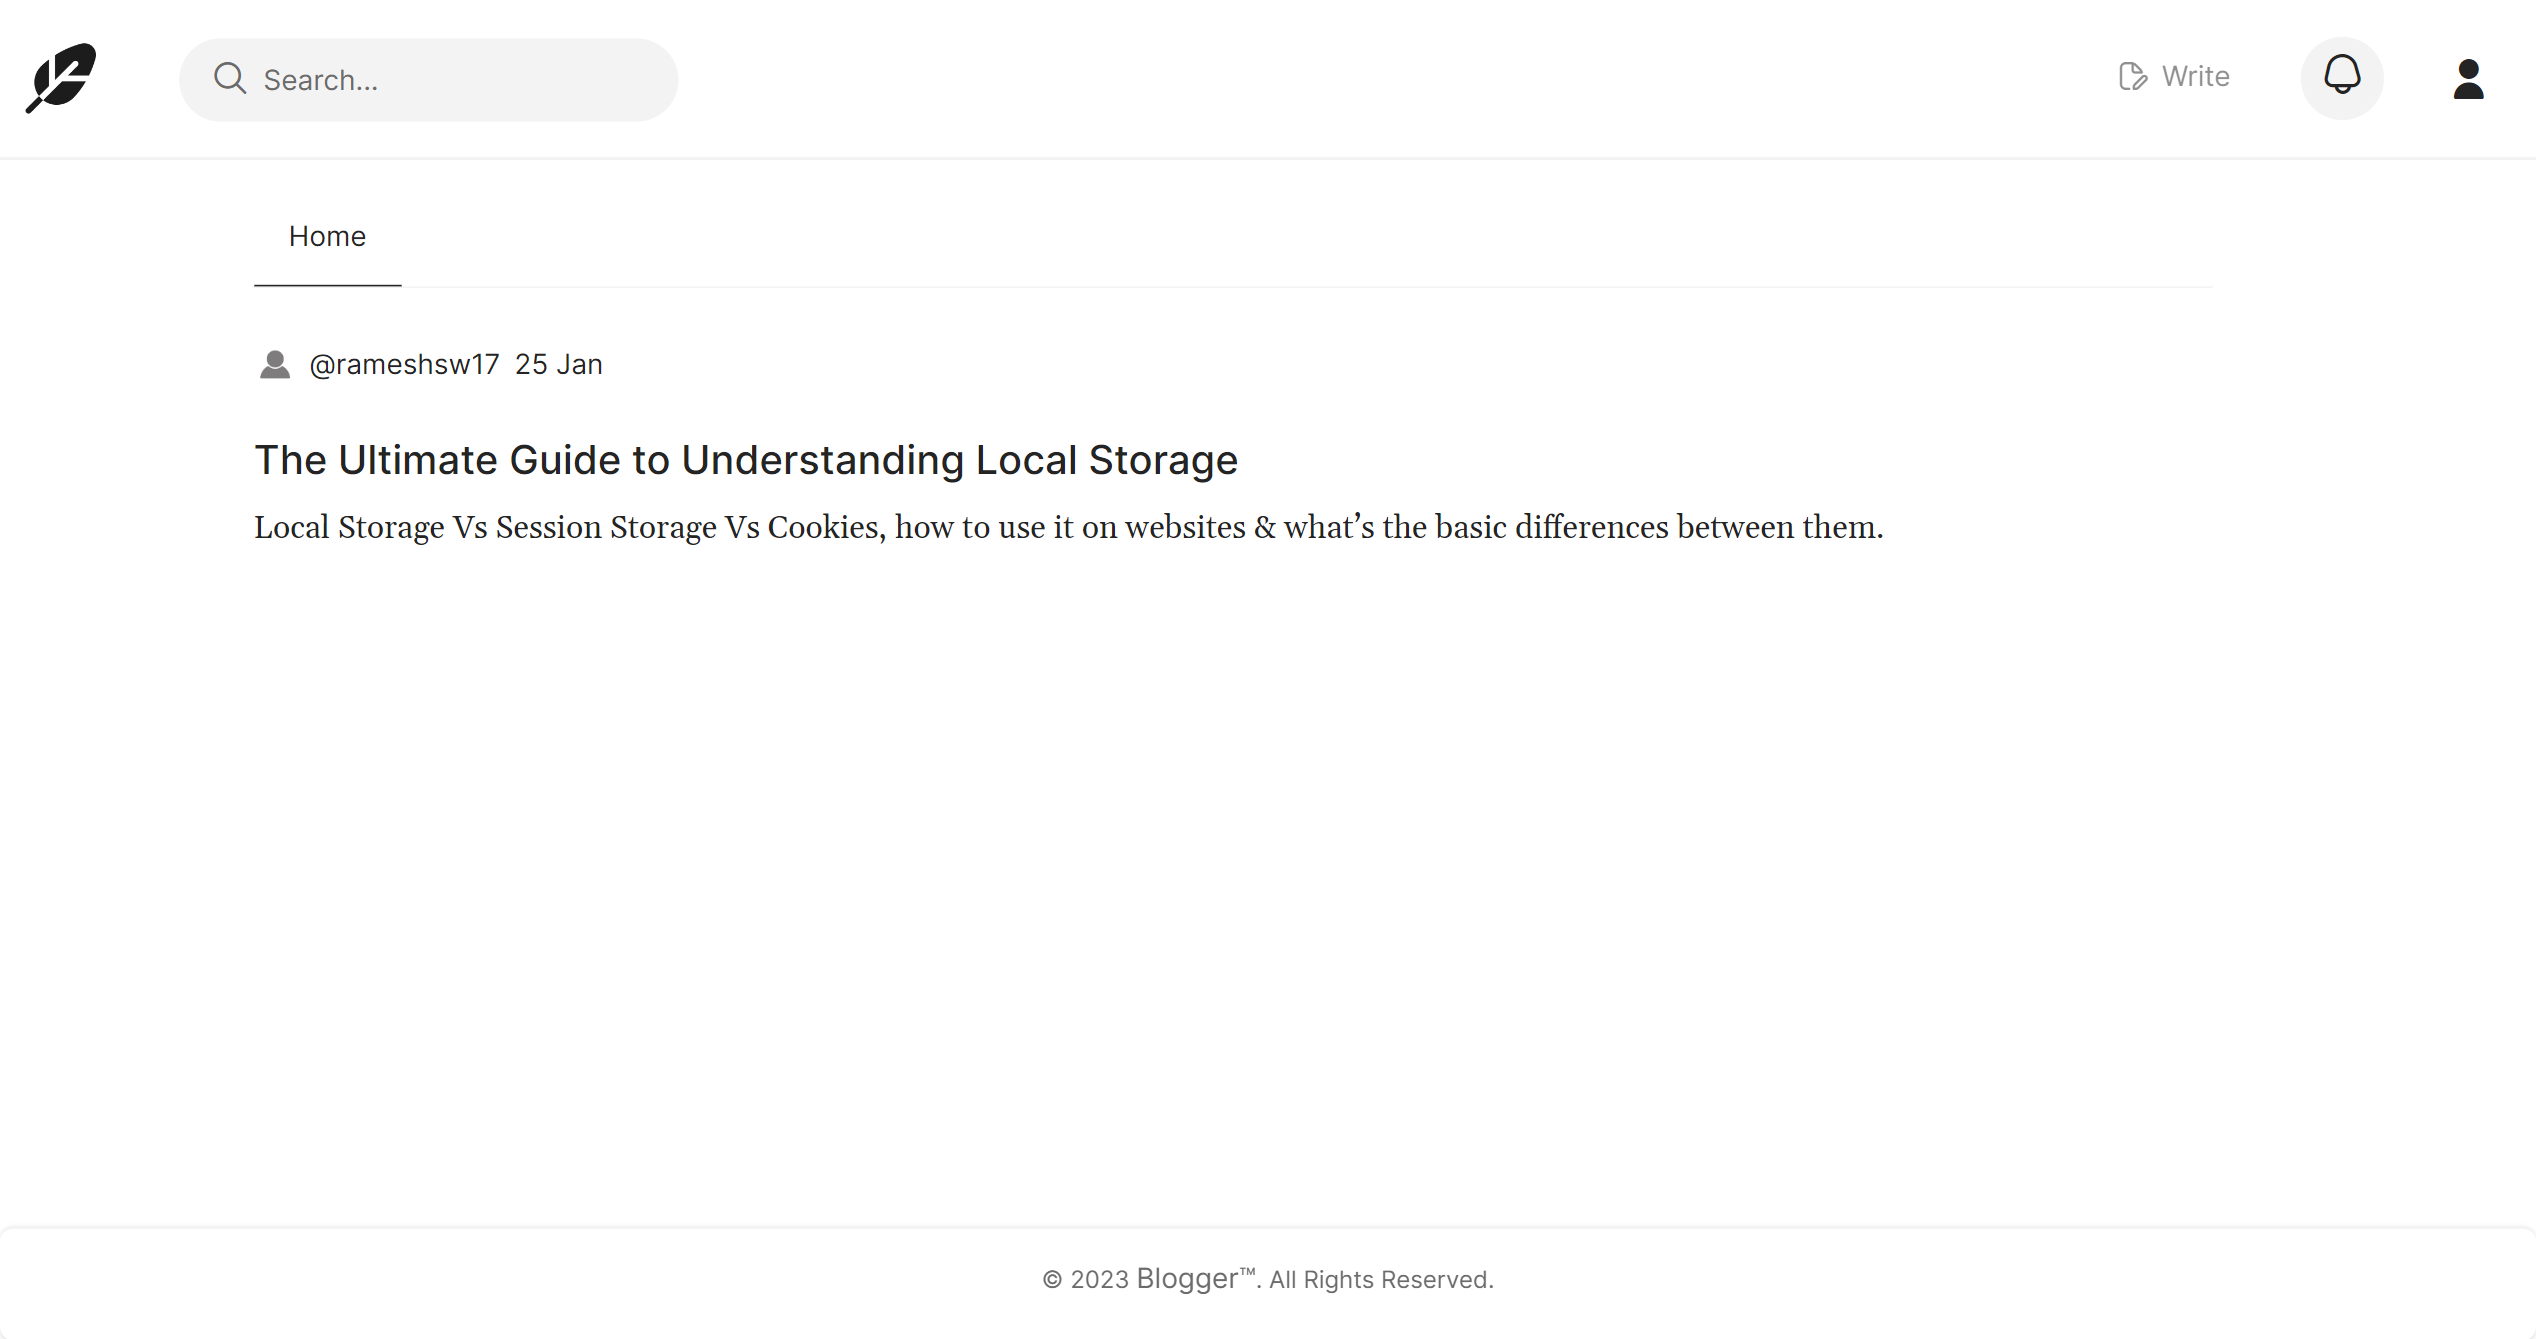 Search...
Write
Home
@rameshsw17 25 Jan
The Ultimate Guide to Understanding Local Storage
Local Storage Vs Session Storage Vs Cookies, how to use it on websites & what’s the basic differences between them.
© 2023 Blogger™. All Rights Reserved.